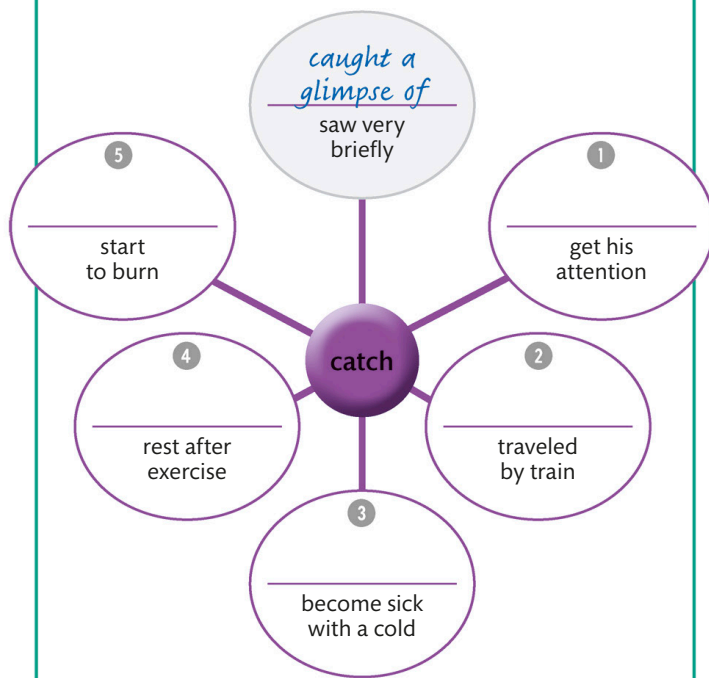 caught a
glimpse of
saw very
briefly
5
start
to burn
1
get his
attention
catch
4
rest after
exercise
2
traveled
by train
3
become sick
with a cold